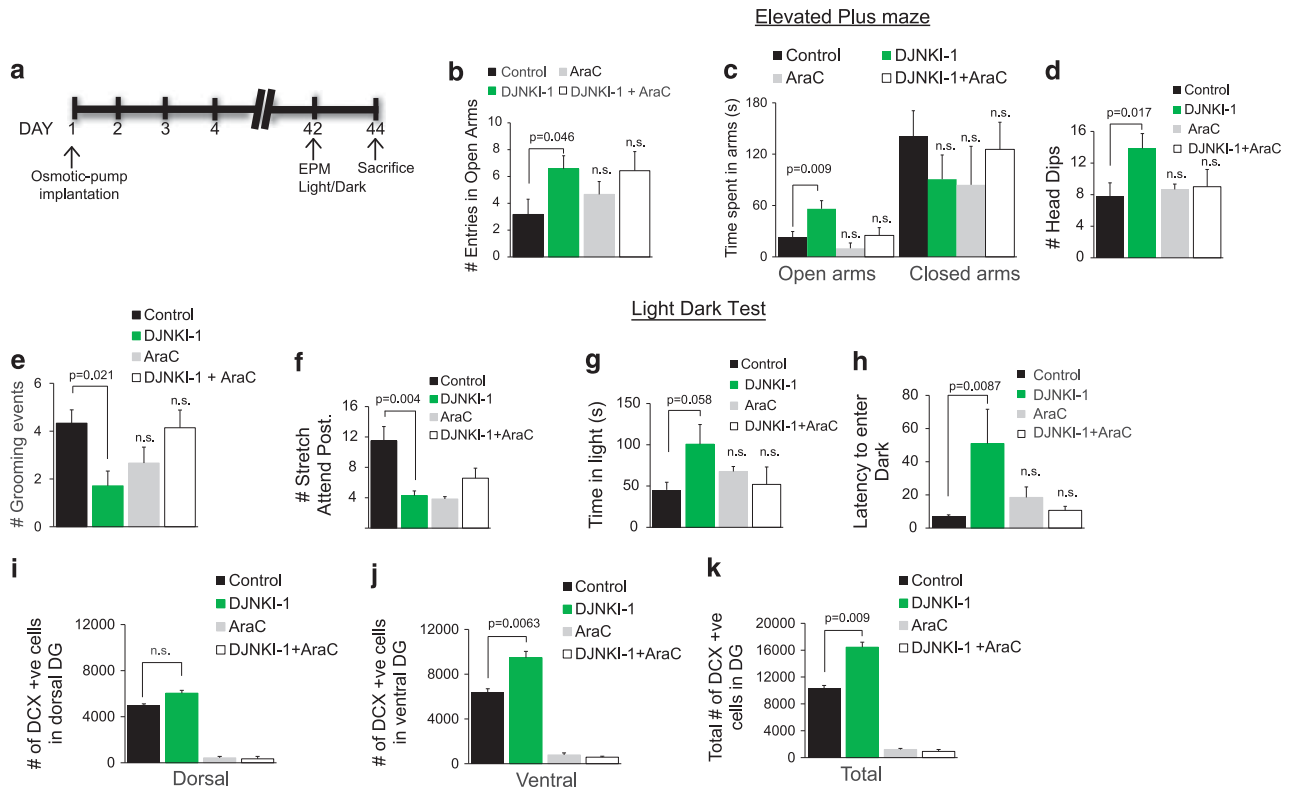 Elevated Plus maze
a
DAY 1 2 3 4 42 44
Osmotic-pump
implantation
EPM
Light/Dark
Sacrifice
b
Control AraC
DJNKI-1 DJNKI-1 + AraC
# Entries in Open Arms
10
8
6
4
2
0
p=0.046
n.s.
n.s.
c
Control DJNKI-1
AraC DJNKI-1+AraC
Time spent in arms (s)
180
120
60
0
p=0.009
n.s.
n.s.
n.s.
n.s.
n.s.
Open arms Closed arms
d
Control
DJNKI-1
AraC
DJNKI-1+AraC
# Head Dips
16
12
8
4
0
p=0.017
n.s.
n.s.
Light Dark Test
e
Control
DJNKI-1
AraC
DJNKI-1 + AraC
# Grooming events
6
4
2
0
p=0.021
n.s.
n.s.
f
Control
DJNKI-1
AraC
DJNKI-1+AraC
# Stretch
Attend Post.
16
12
8
4
p=0.004
g
Control
DJNKI-1
AraC
DJNKI-1+AraC
Time in light (s)
150
100
50
0
p=0.058
n.s.
n.s.
h
Control
DJNKI-1
AraC
DJNKI-1+AraC
Latency to enter
Dark
80
60
40
20
0
p=0.0087
n.s.
n.s.
i
Control
DJNKI-1
AraC
DJNKI-1+AraC
# of DCX +ve cells
in dorsal DG
12000
8000
4000
0
n.s.
Dorsal
j
Control
DJNKI-1
AraC
DJNKI-1+AraC
# of DCX +ve cells
in ventral DG
12000
9000
6000
3000
0
p=0.0063
Ventral
k
Control
DJNKI-1
AraC
DJNKI-1 +AraC
Total # of DCX +ve
cells in DG
20000
16000
12000
8000
4000
0
p=0.009
Total